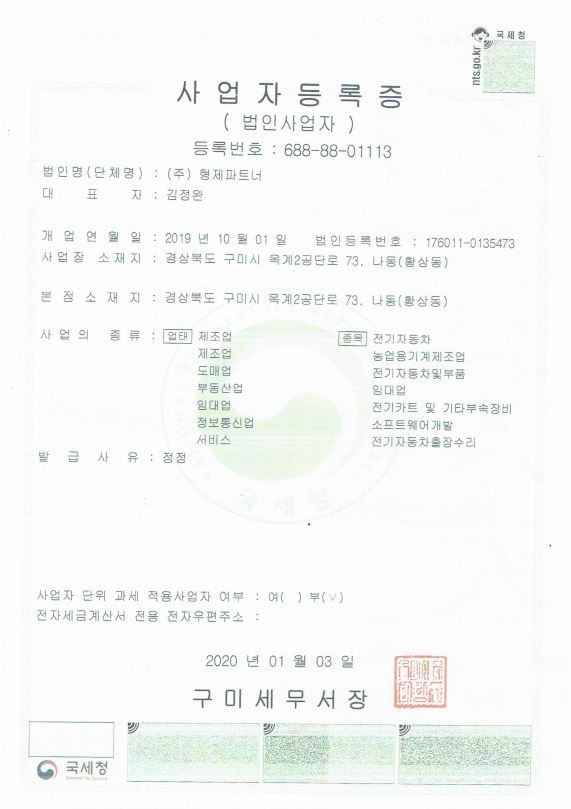 국세청
nts.go.kr
사업자등록증
( 법인사업자 )
등록번호 : 688-88-01113
법인명(단체명) : (주) 형제파트너
대 표 자 : 김정완
개 업 연 월 일 : 2019 년 10 월 01 일 법인등록번호 : 176011-0135473
사업장 소재지 : 경상북도 구미시 옥계2공단로 73, 나동(황상동)
본 점 소 재 지 : 경상북도 구미시 옥계2공단로 73, 나동(황상동)
사 업 의 종 류 : 업태 제조업 종목 전기자동차
제조업 농업용기계제조업
도매업 전기자동차및부품
부동산업 임대업
임대업 전기카트 및 기타부속장비
정보통신업 소프트웨어개발
서비스 전기자동차출장수리
발 급 사 유 : 정정
국세청
사업자 단위 과세 적용사업자 여부 : 여( ) 부(∨)
전자세금계산서 전용 전자우편주소 :
2020 년 01 월 03 일
구미세무서장
국세청
National Tax Service